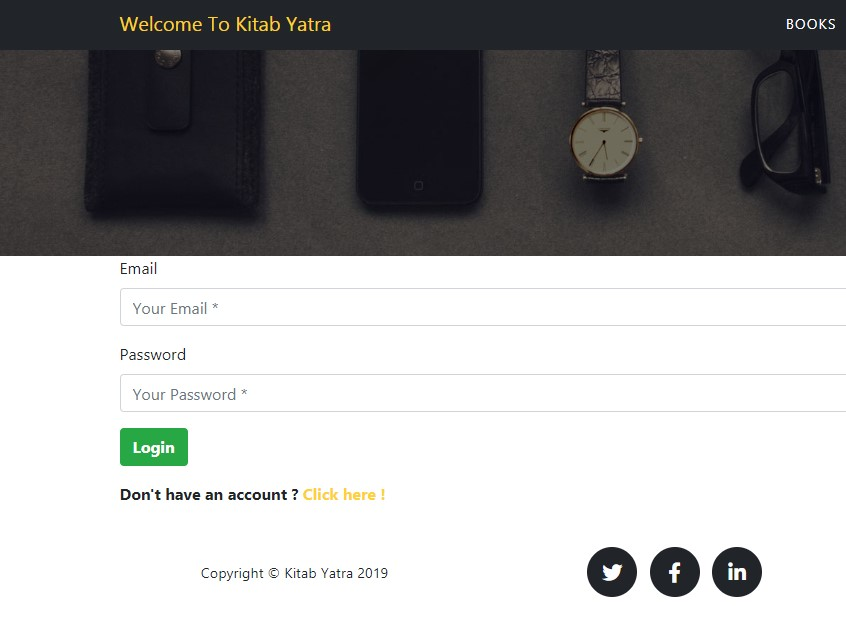 Welcome To Kitab Yatra
BOOKS
Email
Your Email *
Password
Your Password *
Login
Don't have an account ? Click here !
Copyright © Kitab Yatra 2019